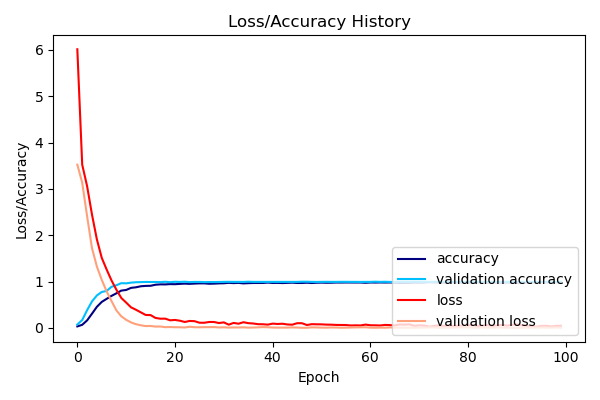 Loss/Accuracy History
Loss/Accuracy
6
5
4
3
2
1
0
accuracy
validation accuracy
loss
validation loss
0 20 40 60 80 100
Epoch